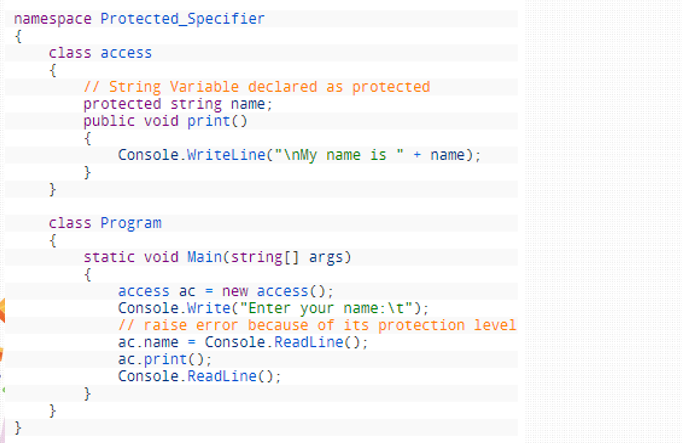 namespace Protected_Specifier
{
    class access
    {
        // String Variable declared as protected
        protected string name;
        public void print()
        {
            Console.WriteLine("\nMy name is " + name);
        }
    }

    class Program
    {
        static void Main(string[] args)
        {
            access ac = new access();
            Console.Write("Enter your name:\t");
            // raise error because of its protection level
            ac.name = Console.ReadLine();
            ac.print();
            Console.ReadLine();
        }
    }
}